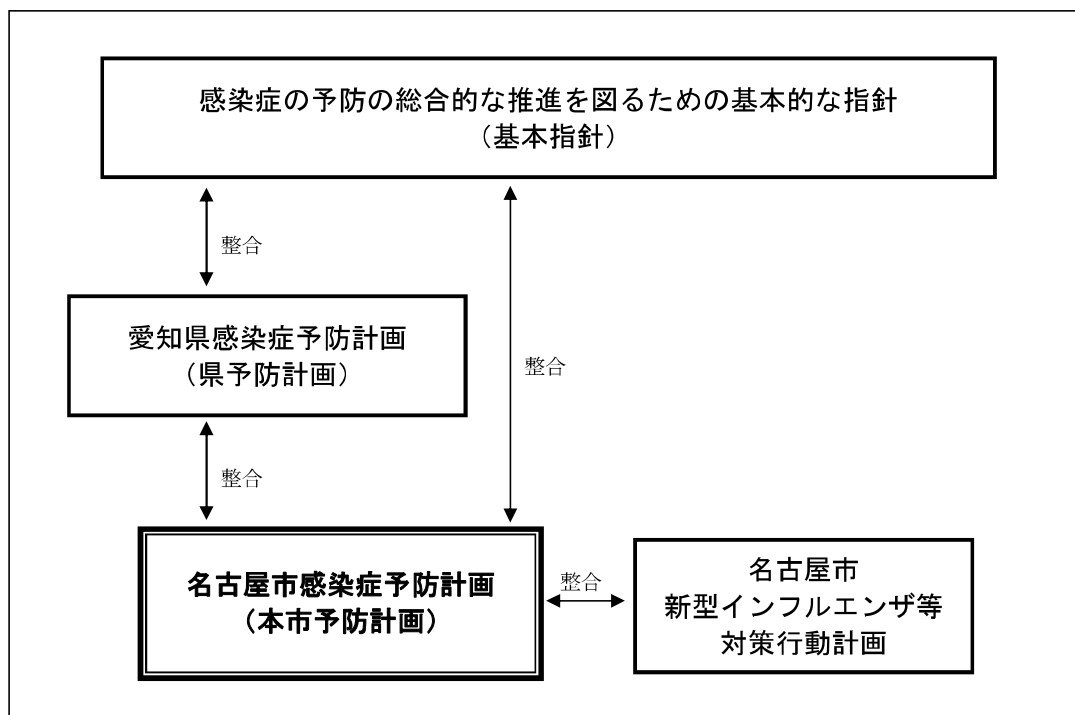 感染症の予防の総合的な推進を図るための基本的な指針
（基本指針）
整合
愛知県感染症予防計画
（県予防計画）
整合
整合
名古屋市感染症予防計画
（本市予防計画）
整合
名古屋市
新型インフルエンザ等
対策行動計画